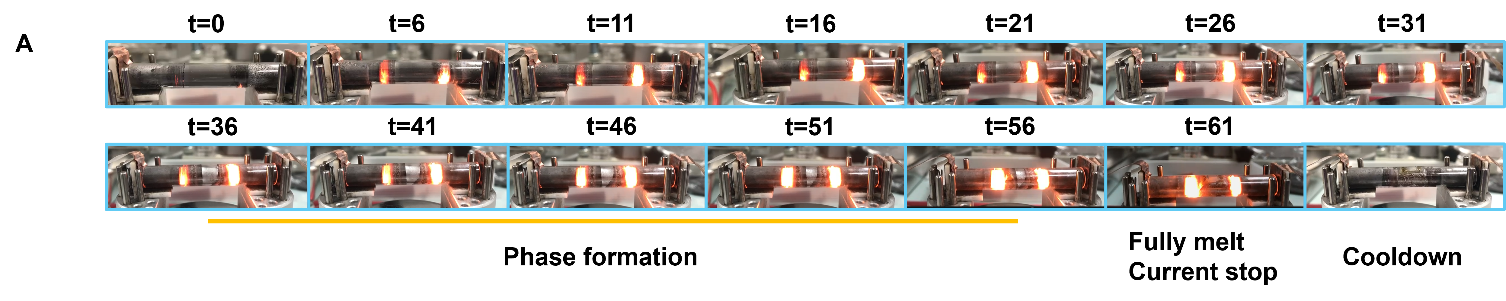 A
t=0 t=6 t=11 t=16 t=21 t=26 t=31
t=36 t=41 t=46 t=51 t=56 t=61
Phase formation
Fully melt
Current stop
Cooldown